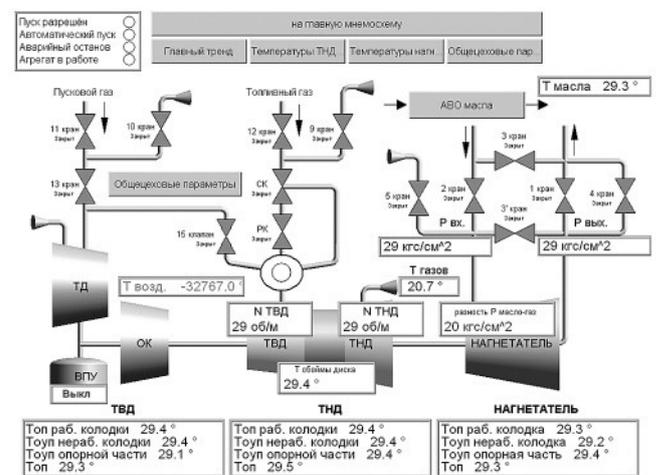 Пуск разрешён
Автоматический пуск
Аварийный останов
Агрегат в работе
на главную мнемосхему
Главный тренд
Температуры ТНД
Температуры нагн...
Общецеховые пар...
Пусковой газ
Топливный газ
АВО масла
Т масла 29.3 °
11 кран
Закрыт
10 кран
Закрыт
12 кран
Закрыт
9 кран
Закрыт
3 кран
Закрыт
13 кран
Закрыт
Общецеховые параметры
СК
Закрыт
5 кран
Закрыт
2 кран
Закрыт
1 кран
Закрыт
4 кран
Закрыт
15 клапан
Закрыт
РК
Закрыт
Р вх.
3' кран
Закрыт
Р вых.
29 кгс/см^2
29 кгс/см^2
ТД
Т возд. -32767.0 °
Т газов
20.7 °
N ТВД
29 об/м
N ТНД
29 об/м
разность Р масло-газ
20 кгс/см^2
ОК
ТВД
ТНД
НАГНЕТАТЕЛЬ
Т обоймы диска
29.4 °
ВПУ
Выкл
ТВД
Топ раб. колодки 29.4 °
Тоуп нераб. колодки 29.4 °
Тоуп опорной части 29.1 °
Топ 29.3 °
ТНД
Топ раб. колодки 29.4 °
Тоуп нераб. колодки 29.4 °
Тоуп опорной части 29.4 °
Топ 29.5 °
НАГНЕТАТЕЛЬ
Топ раб. колодка 29.3 °
Тоуп нераб. колодка 29.2 °
Тоуп опорная часть 29.4 °
Топ 29.3 °